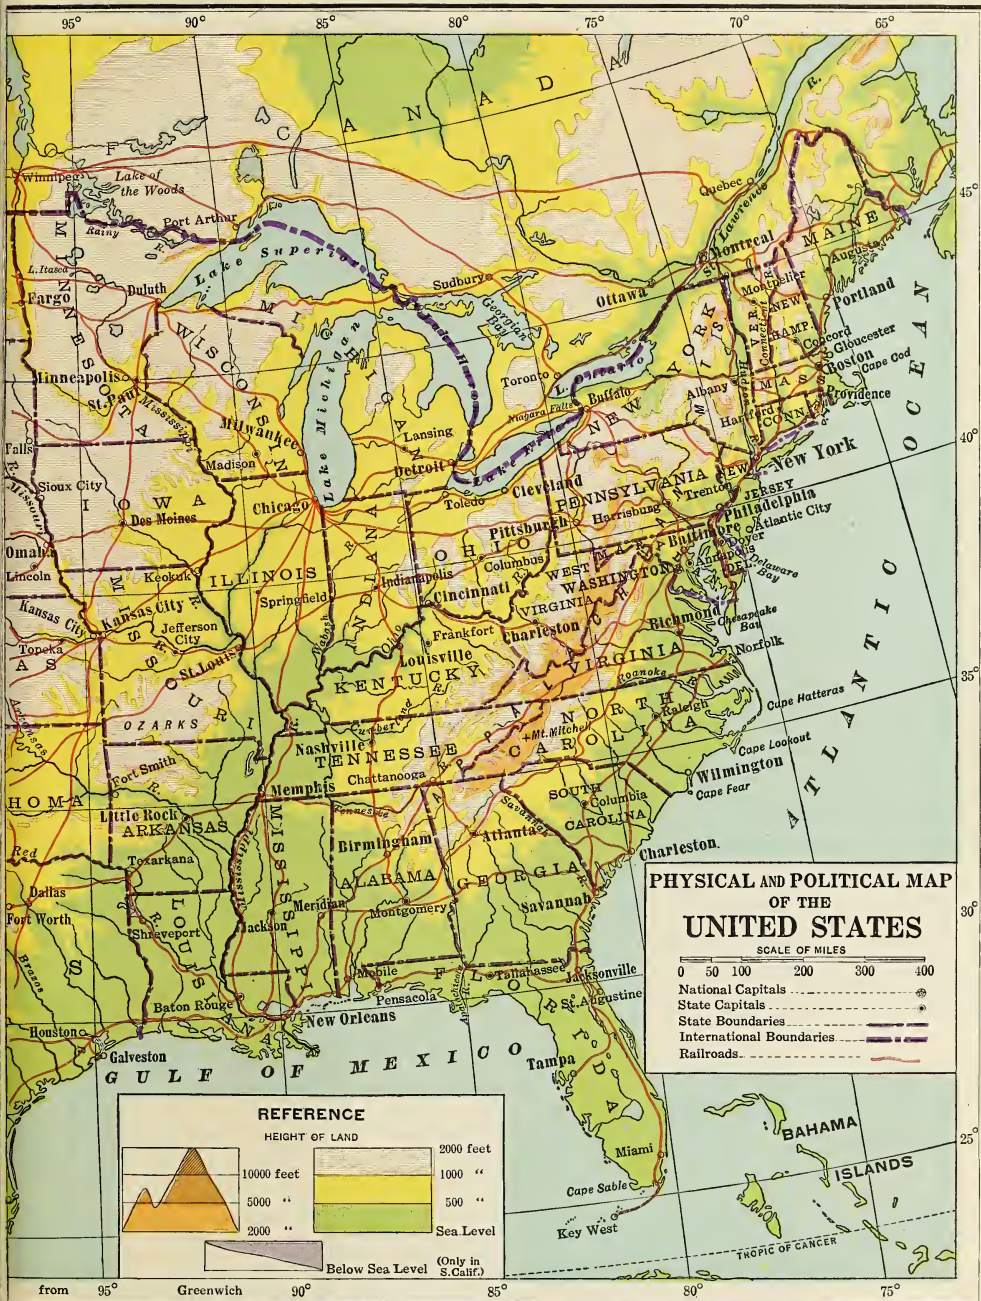 95° 90° 85° 80° 75° 70° 65°
CANADA
Winnipeg
Lake of
the Woods
Port Arthur
Rainy
R.
Quebec
St. Lawrence
R.
45°
L. Itasca
Duluth
Lake Superior
Sudbury
Georgian
Bay
Ottawa
Montreal
MAINE
Augusta
Fargo
MINNESOTA
WISCONSIN
MICHIGAN
Lake Michigan
L. Huron
Montpelier
VER.
NEW
HAMP.
Portland
Concord
Gloucester
Boston
Cape Cod
Connecticut
Hudson
Minneapolis
St. Paul
Mississippi
Toronto
L. Ontario
Niagara Falls
Buffalo
NEW YORK
Albany
MASS
Hartford
CONN
Providence
Milwaukee
Madison
Lansing
Detroit
Lake Erie
Falls
R.
Missouri
Sioux City
IOWA
Des Moines
Chicago
Toledo
Cleveland
PENNSYLVANIA
NEW
JERSEY
Trenton
New York
40°
Pittsburgh
Harrisburg
Philadelphia
Atlantic City
Omaha
Lincoln
Keokuk
ILLINOIS
Springfield
INDIANA
Indianapolis
OHIO
Columbus
Cincinnati
Baltimore
Dover
Annapolis
DEL.
Delaware
Bay
WEST
VIRGINIA
WASHINGTON
Kansas City
Kansas City
Topeka
AS
MISSOURI
Jefferson
City
St. Louis
R.
Wabash
Ohio
Frankfort
Louisville
Charleston
Richmond
Chesapeake
Bay
Norfolk
VIRGINIA
Roanoke
KENTUCKY
Arkansas
OZARKS
Cumberland
R.
Nashville
TENNESSEE
Chattanooga
+Mt. Mitchell
NORTH
CAROLINA
Raleigh
Cape Hatteras
35°
Cape Lookout
Wilmington
Cape Fear
Fort Smith
R.
HOMA
Little Rock
ARKANSAS
Memphis
Tennessee
Birmingham
Atlanta
Savannah
R.
SOUTH
CAROLINA
Columbia
Charleston
ATLANTIC OCEAN
Red
Texarkana
Dallas
Fort Worth
R.
Shreveport
LOUISIANA
Mississippi
MISSISSIPPI
Meridian
Jackson
ALABAMA
Montgomery
GEORGIA
Savannah
30°
Brazos
S
Houston
Galveston
Baton Rouge
New Orleans
Mobile
Pensacola
R.
Tallahassee
Jacksonville
St. Augustine
FLORIDA
Tampa
Miami
Cape Sable
Key West
GULF OF MEXICO
PHYSICAL AND POLITICAL MAP
OF THE
UNITED STATES
SCALE OF MILES
0 50 100 200 300 400
National Capitals
State Capitals
State Boundaries
International Boundaries
Railroads
25°
BAHAMA
ISLANDS
TROPIC OF CANCER
REFERENCE
HEIGHT OF LAND
10000 feet
5000 "
2000 "
2000 feet
1000 "
500 "
Sea Level
Below Sea Level (Only in
S. Calif.)
from 95° Greenwich 90° 85° 80° 75°